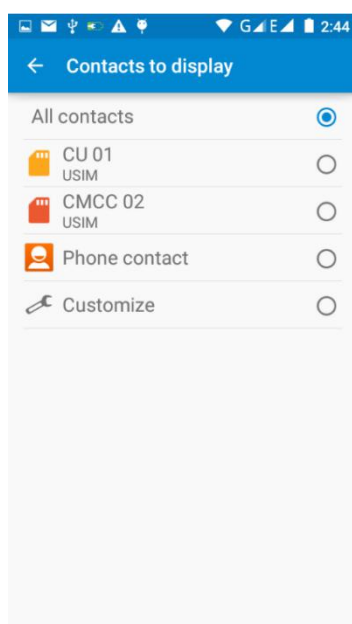 G E 2:44
Contacts to display
All contacts
CU 01
USIM
CMCC 02
USIM
Phone contact
Customize